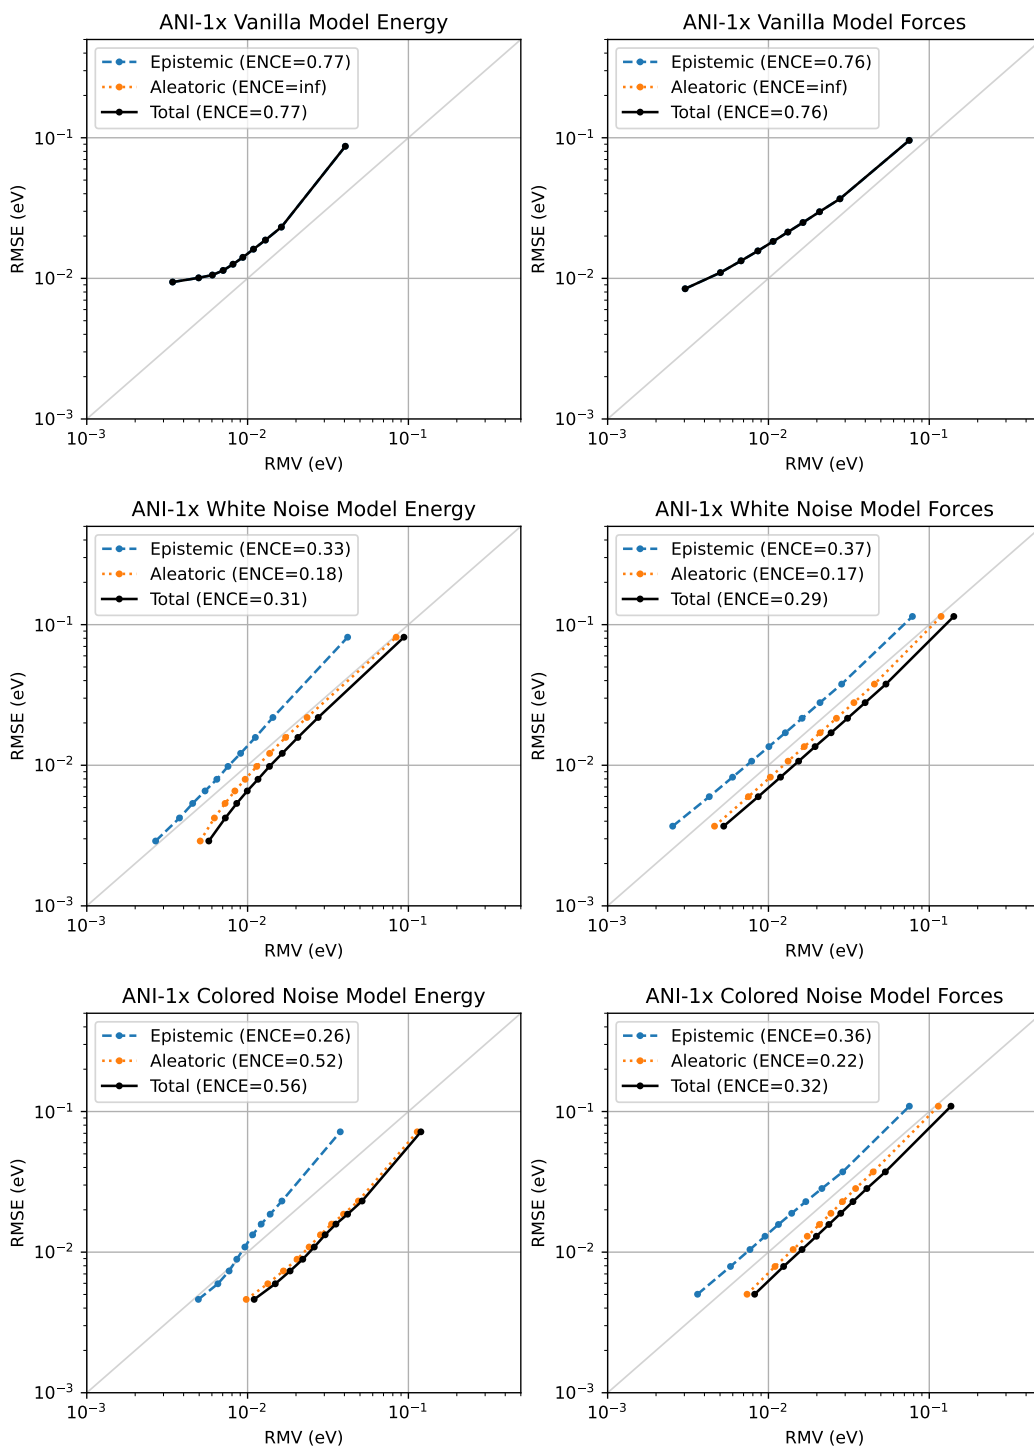 ANI-1x Vanilla Model Energy
Epistemic (ENCE=0.77)
Aleatoric (ENCE=inf)
Total (ENCE=0.77)
RMSE (eV)
10⁻¹
10⁻²
10⁻³
10⁻³ 10⁻² 10⁻¹
RMV (eV)
ANI-1x Vanilla Model Forces
Epistemic (ENCE=0.76)
Aleatoric (ENCE=inf)
Total (ENCE=0.76)
RMSE (eV)
10⁻¹
10⁻²
10⁻³
10⁻³ 10⁻² 10⁻¹
RMV (eV)
ANI-1x White Noise Model Energy
Epistemic (ENCE=0.33)
Aleatoric (ENCE=0.18)
Total (ENCE=0.31)
RMSE (eV)
10⁻¹
10⁻²
10⁻³
10⁻³ 10⁻² 10⁻¹
RMV (eV)
ANI-1x White Noise Model Forces
Epistemic (ENCE=0.37)
Aleatoric (ENCE=0.17)
Total (ENCE=0.29)
RMSE (eV)
10⁻¹
10⁻²
10⁻³
10⁻³ 10⁻² 10⁻¹
RMV (eV)
ANI-1x Colored Noise Model Energy
Epistemic (ENCE=0.26)
Aleatoric (ENCE=0.52)
Total (ENCE=0.56)
RMSE (eV)
10⁻¹
10⁻²
10⁻³
10⁻³ 10⁻² 10⁻¹
RMV (eV)
ANI-1x Colored Noise Model Forces
Epistemic (ENCE=0.36)
Aleatoric (ENCE=0.22)
Total (ENCE=0.32)
RMSE (eV)
10⁻¹
10⁻²
10⁻³
10⁻³ 10⁻² 10⁻¹
RMV (eV)